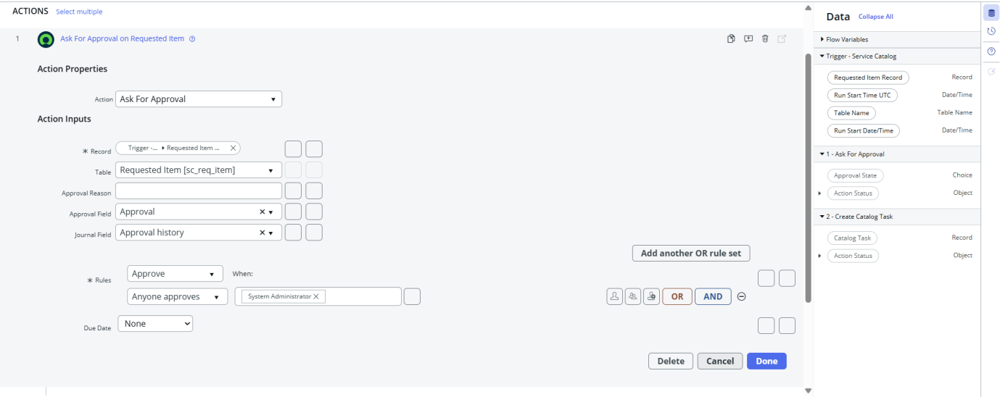 ACTIONS Select multiple
1 Ask For Approval on Requested Item
Action Properties
Action Ask For Approval
Action Inputs
* Record Trigger -... ▸ Requested Item ... X
Table Requested Item [sc_req_item]
Approval Reason
Approval Field Approval
Journal Field Approval history
Add another OR rule set
* Rules Approve When:
Anyone approves System Administrator X OR AND
Due Date None
Delete Cancel Done
Data Collapse All
Flow Variables
Trigger - Service Catalog
Requested Item Record Record
Run Start Time UTC Date/Time
Table Name Table Name
Run Start Date/Time Date/Time
1 - Ask For Approval
Approval State Choice
Action Status Object
2 - Create Catalog Task
Catalog Task Record
Action Status Object